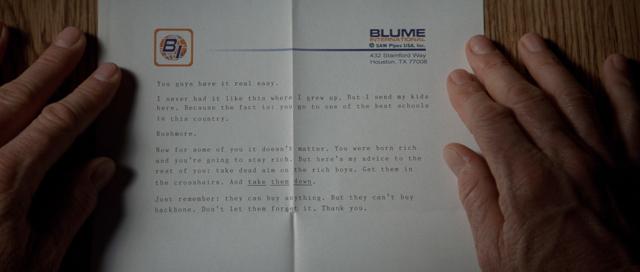 BI
BLUME
INTERNATIONAL
SAW Pipes USA, Inc.
432 Stamford Way
Houston, TX 77008
You guys have it real easy.
I never had it like this where I grew up. But I send my kids
here. Because the fact is: you go to one of the best schools
in this country.
Rushmore.
Now for some of you it doesn't matter. You were born rich
and you're going to stay rich. But here's my advice to the
rest of you: take dead aim on the rich boys. Get them in
the crosshairs. And take them down.
Just remember: they can buy anything. But they can't buy
backbone. Don't let them forget it. Thank you.